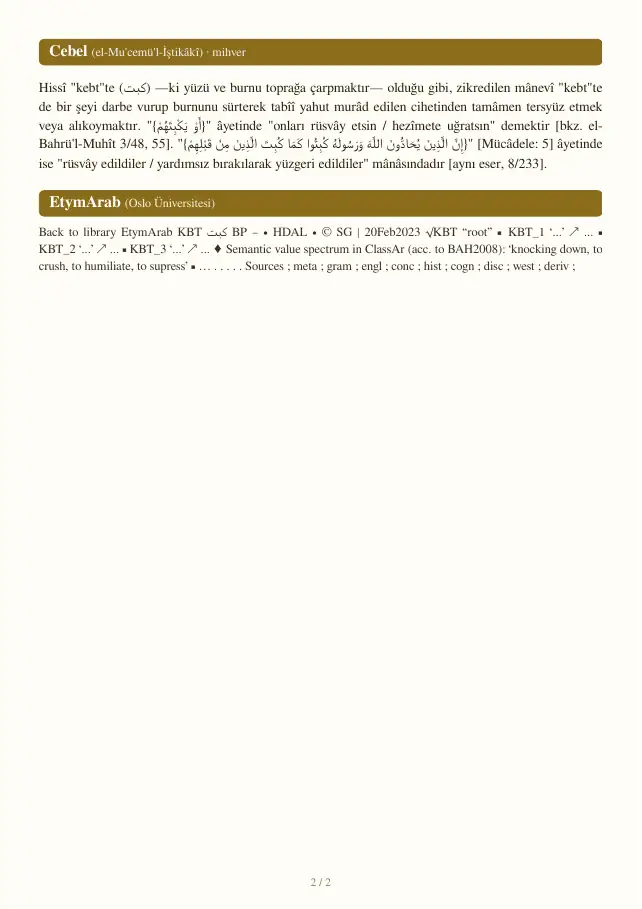 Cebel (el-Mu'cemü'l-İştikâkî) · mihver
Hissî "kebt"te (كبت) —ki yüzü ve burnu toprağa çarpmaktır— olduğu gibi, zikredilen mânevî "kebt"te
de bir şeyi darbe vurup burnunu sürterek tabîî yahut murâd edilen cihetinden tamâmen tersyüz etmek
veya alıkoymaktır. "{أَوْ يَكْبِتَهُمْ}" âyetinde "onları rüsvây etsin / hezîmete uğratsın" demektir [bkz. el-
Bahrü'l-Muhît 3/48, 55]. "{إِنَّ الَّذِينَ يُحَادُّونَ اللَّهَ وَرَسُولَهُ كُبِتُوا كَمَا كُبِتَ الَّذِينَ مِنْ قَبْلِهِمْ}" [Mücâdele: 5] âyetinde
ise "rüsvây edildiler / yardımsız bırakılarak yüzgeri edildiler" mânâsındadır [aynı eser, 8/233].
EtymArab (Oslo Üniversitesi)
Back to library EtymArab KBT كبت BP – • HDAL • © SG | 20Feb2023 √KBT “root” ▪ KBT_1 ‘...’ ↗ ... ▪
KBT_2 ‘...’ ↗ ... ▪ KBT_3 ‘...’ ↗ ... ♦ Semantic value spectrum in ClassAr (acc. to BAH2008): ‘knocking down, to
crush, to humiliate, to supress’ ▪ … . . . . . Sources ; meta ; gram ; engl ; conc ; hist ; cogn ; disc ; west ; deriv ;
2 / 2